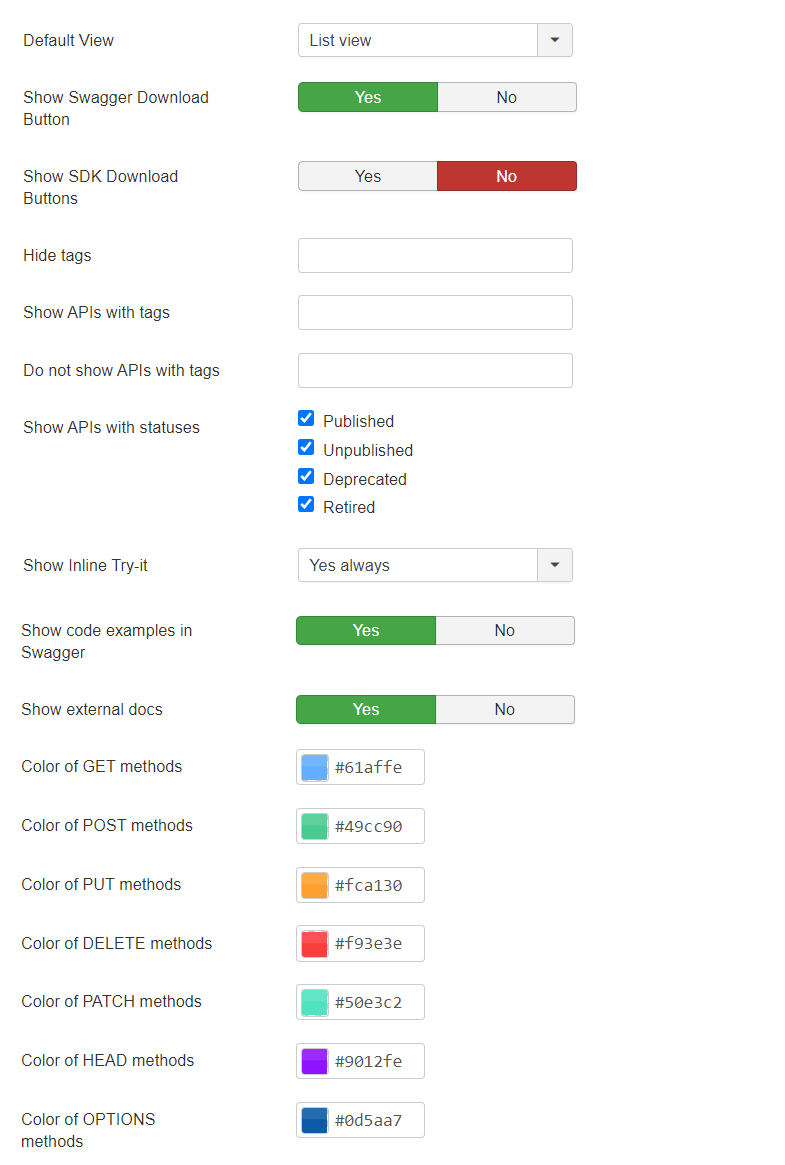 Default View List view
Show Swagger Download Yes No
Button
Show SDK Download Yes No
Buttons
Hide tags
Show APIs with tags
Do not show APIs with tags
Show APIs with statuses Published
Unpublished
Deprecated
Retired
Show Inline Try-it Yes always
Show code examples in Yes No
Swagger
Show external docs Yes No
Color of GET methods #61affe
Color of POST methods #49cc90
Color of PUT methods #fca130
Color of DELETE methods #f93e3e
Color of PATCH methods #50e3c2
Color of HEAD methods #9012fe
Color of OPTIONS #0d5aa7
methods